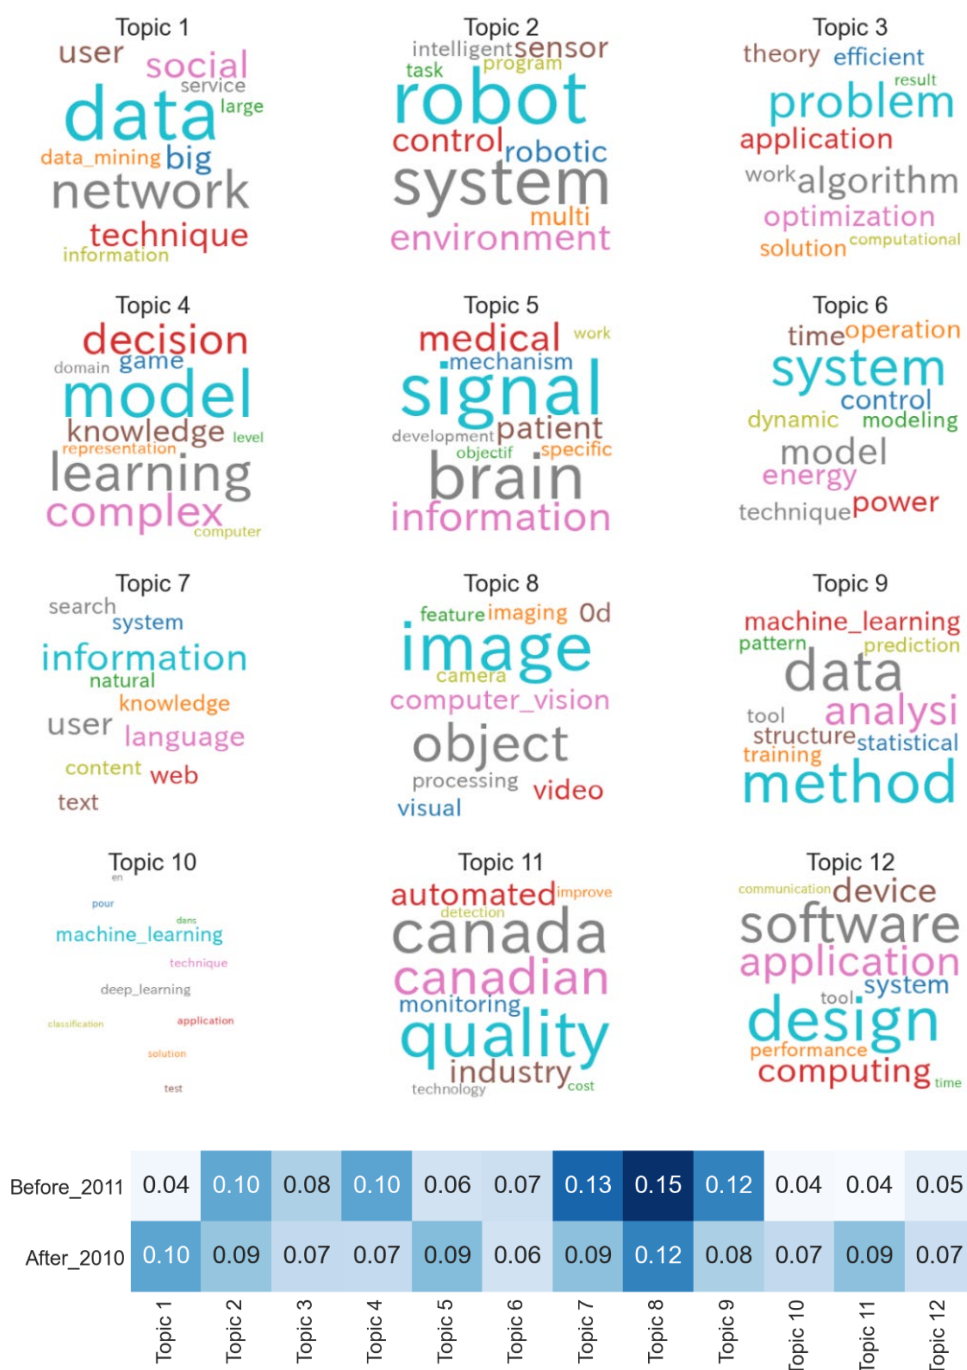 Topic 1
user
social
service
data
large
data_mining big
network
technique
information
Topic 2
intelligent sensor
task program
robot
control
robotic
system
multi
environment
Topic 3
theory efficient
result
problem
application
work algorithm
optimization
solution computational
Topic 4
decision
domain game
model
knowledge level
representation
learning
complex
computer
Topic 5
medical work
mechanism
signal
development patient
objectif specific
brain
information
Topic 6
time operation
system
control
dynamic modeling
model
energy
technique power
Topic 7
search
system
information
natural
knowledge
user language
content web
text
Topic 8
feature imaging 0d
image
camera
computer_vision
object
processing video
visual
Topic 9
machine_learning
pattern prediction
data
tool analysi
structure statistical
training
method
Topic 10
en
pour
dans
machine_learning
technique
deep_learning
classification application
solution
test
Topic 11
automated improve
detection
canada
canadian
monitoring
quality
industry
technology cost
Topic 12
communication device
software
application
tool system
design
performance
computing time
Before_2011 0.04 0.10 0.08 0.10 0.06 0.07 0.13 0.15 0.12 0.04 0.04 0.05
After_2010 0.10 0.09 0.07 0.07 0.09 0.06 0.09 0.12 0.08 0.07 0.09 0.07
Topic 1 Topic 2 Topic 3 Topic 4 Topic 5 Topic 6 Topic 7 Topic 8 Topic 9 Topic 10 Topic 11 Topic 12